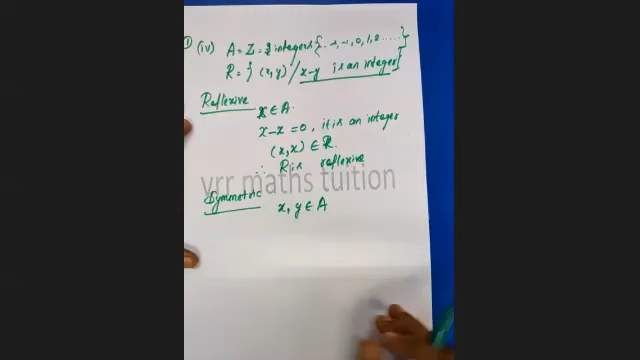 ① (iv) A = Z = { integers { .. -2, -1, 0, 1, 2 ..... }
R = } (x, y) / x-y is an integer }
Reflexive x ∈ A.
x-x = 0, it is an integer
(x, x) ∈ R.
∴ R is reflexive
vrr maths tuition
Symmetric
x, y ∈ A